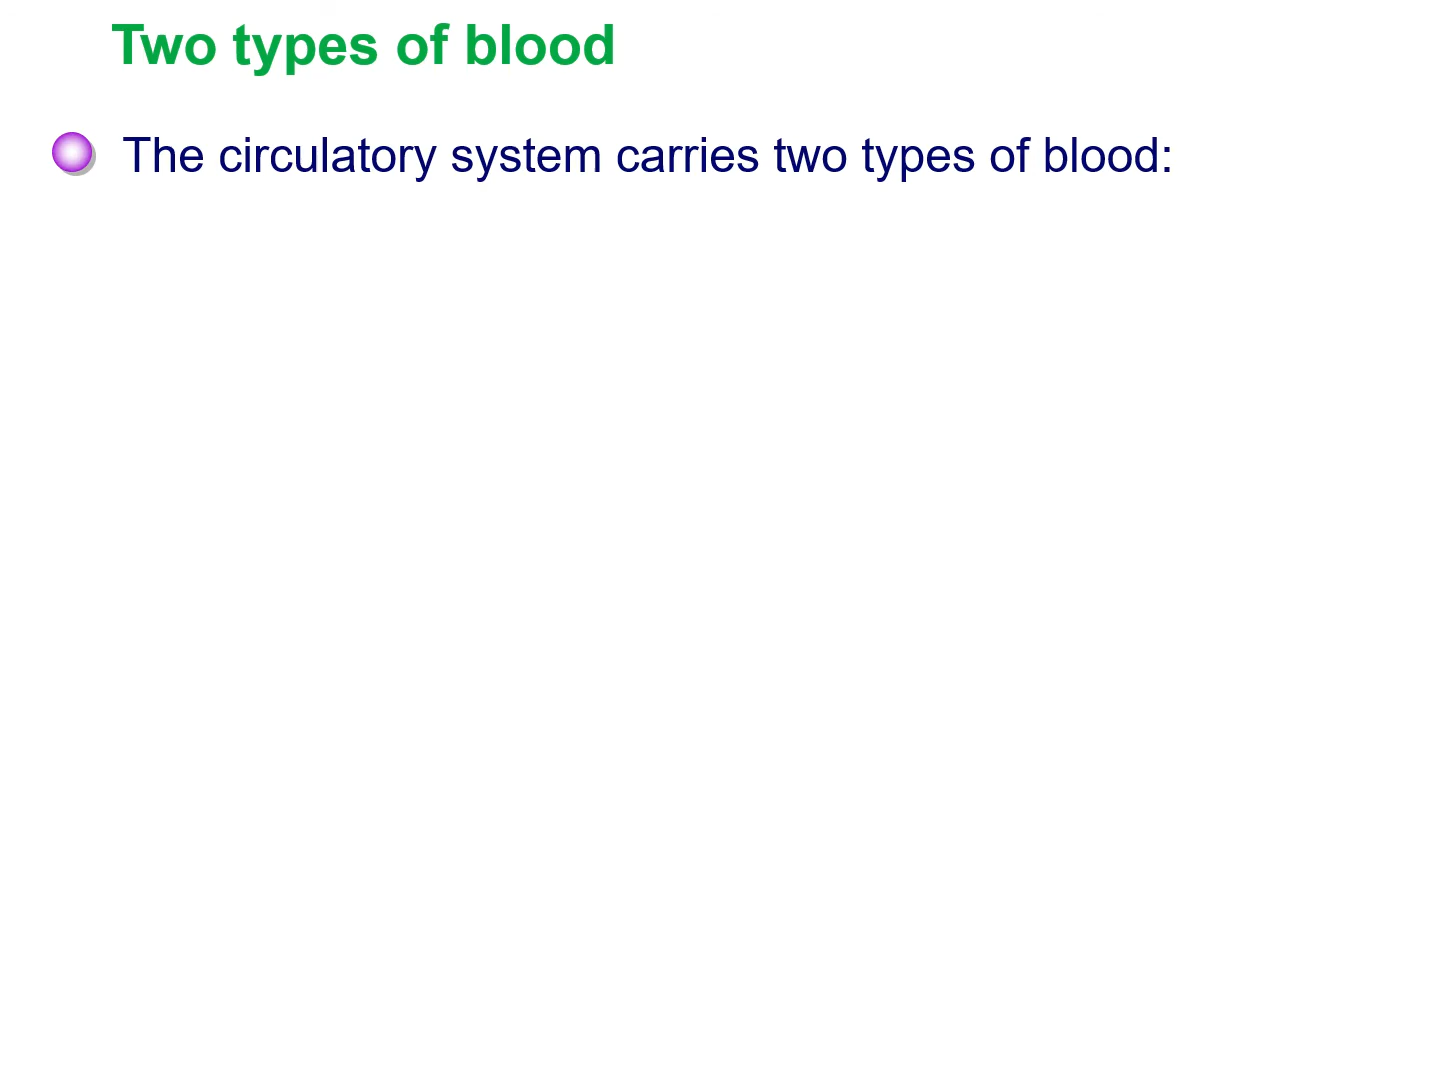 Two types of blood
The circulatory system carries two types of blood: